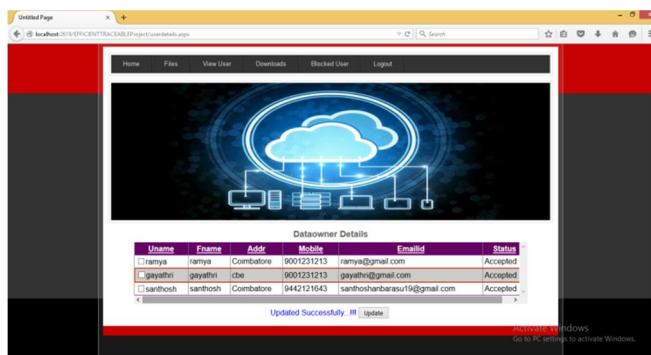 Untitled Page
localhost:2619/EFFICIENTTRACEABLEProject/userdetails.aspx
Search
Home Files View User Downloads Blocked User Logout
Dataowner Details
Uname Fname Addr Mobile Emailid Status
ramya ramya Coimbatore 9001231213 ramya@gmail.com Accepted
gayathri gayathri cbe 9001231213 gayathri@gmail.com Accepted
santhosh santhosh Coimbatore 9442121643 santhoshanbarasu19@gmail.com Accepted
Updated Successfully...!!! Update
Activate Windows
Go to PC settings to activate Windows.